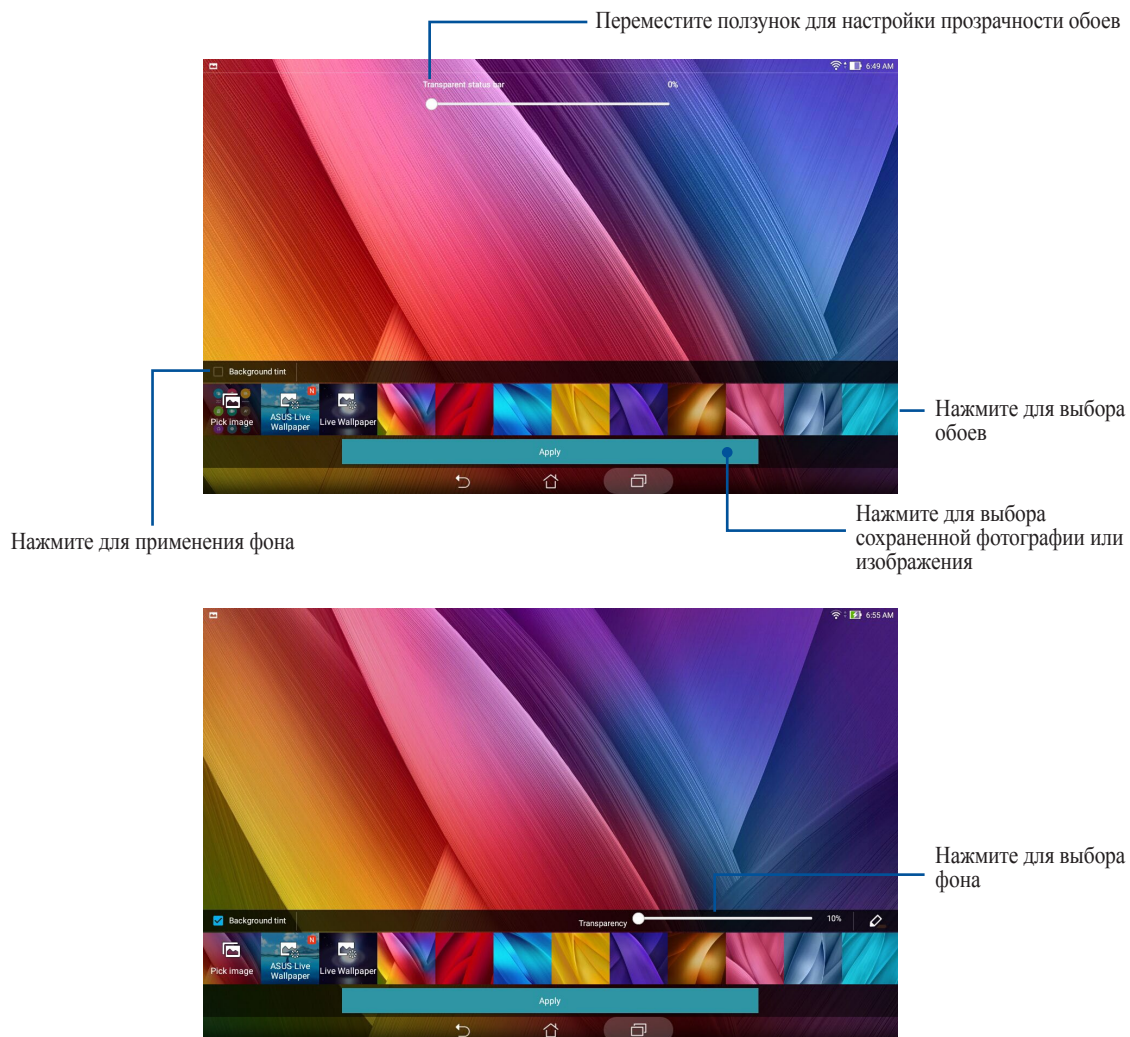 Переместите ползунок для настройки прозрачности обоев
6:49 AM
Transparent status bar 0%
Background tint
Pick image
ASUS Live
Wallpaper
N
Live Wallpaper
Нажмите для выбора
обоев
Apply
Нажмите для применения фона
Нажмите для выбора
сохраненной фотографии или
изображения
6:55 AM
Нажмите для выбора
фона
Background tint
Transparency 10%
Pick image
ASUS Live
Wallpaper
N
Live Wallpaper
Apply